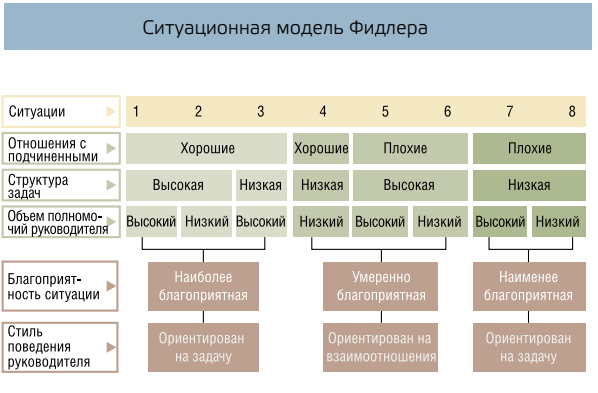 Ситуационная модель Фидлера
Ситуации 1 2 3 4 5 6 7 8
Отношения с
подчиненными
Хорошие Хорошие Плохие Плохие
Структура
задач
Высокая Низкая Низкая Высокая Низкая
Объем полномо-
чий руководителя
Высокий Низкий Высокий Низкий Высокий Низкий Высокий Низкий
Благоприят-
ность ситуации
Наиболее
благоприятная
Умеренно
благоприятная
Наименее
благоприятная
Стиль
поведения
руководителя
Ориентирован
на задачу
Ориентирован на
взаимоотношения
Ориентирован
на задачу